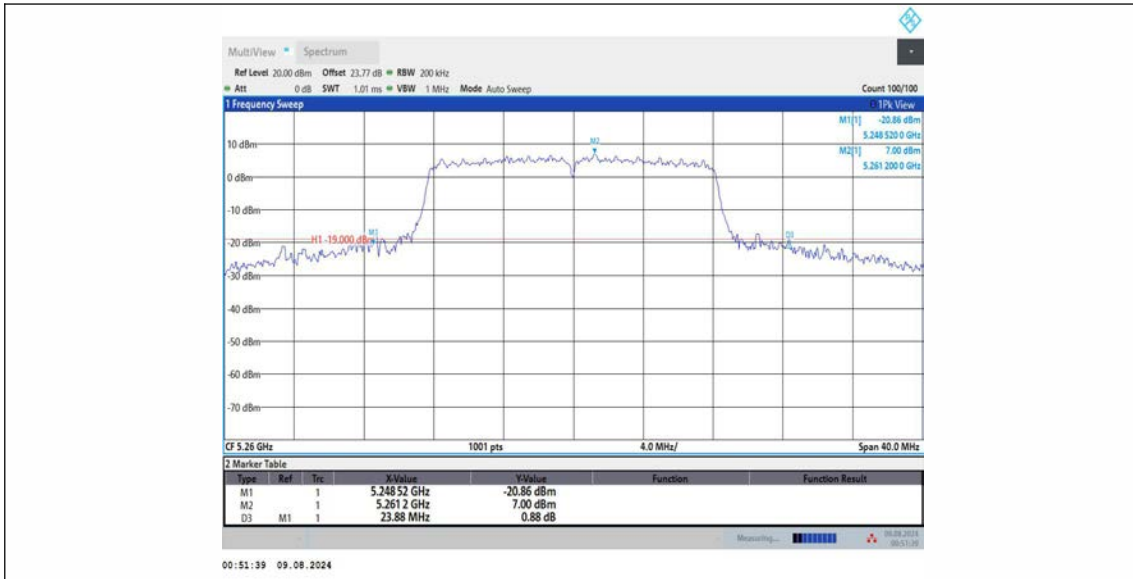 MultiView Spectrum
Ref Level 20.00 dBm Offset 23.77 dB RBW 200 kHz
Att 0 dB SWT 1.01 ms VBW 1 MHz Mode Auto Sweep Count 100/100
1 Frequency Sweep 1Pk View
M1[1] -20.86 dBm
5.248 520 0 GHz
M2[1] 7.00 dBm
5.261 200 0 GHz
M2
10 dBm
0 dBm
-10 dBm
H1 -19.000 dBm M1 D3
-20 dBm
-30 dBm
-40 dBm
-50 dBm
-60 dBm
-70 dBm
CF 5.26 GHz 1001 pts 4.0 MHz/ Span 40.0 MHz
2 Marker Table
Type Ref Trc X-Value Y-Value Function Function Result
M1 1 5.248 52 GHz -20.86 dBm
M2 1 5.261 2 GHz 7.00 dBm
D3 M1 1 23.88 MHz 0.88 dB
Measuring... 09.08.2024
00:51:39
00:51:39 09.08.2024